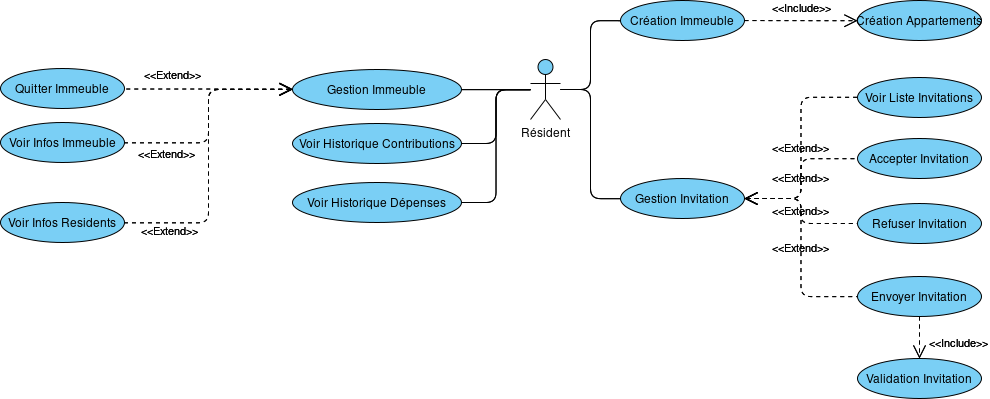 <<Include>>
Création Immeuble
Création Appartements
<<Extend>>
Quitter Immeuble
Gestion Immeuble
Voir Liste Invitations
Résident
Voir Infos Immeuble
<<Extend>>
Voir Historique Contributions
<<Extend>>
Accepter Invitation
<<Extend>>
Voir Historique Dépenses
Gestion Invitation
<<Extend>>
Voir Infos Residents
<<Extend>>
Refuser Invitation
<<Extend>>
Envoyer Invitation
<<Include>>
Validation Invitation